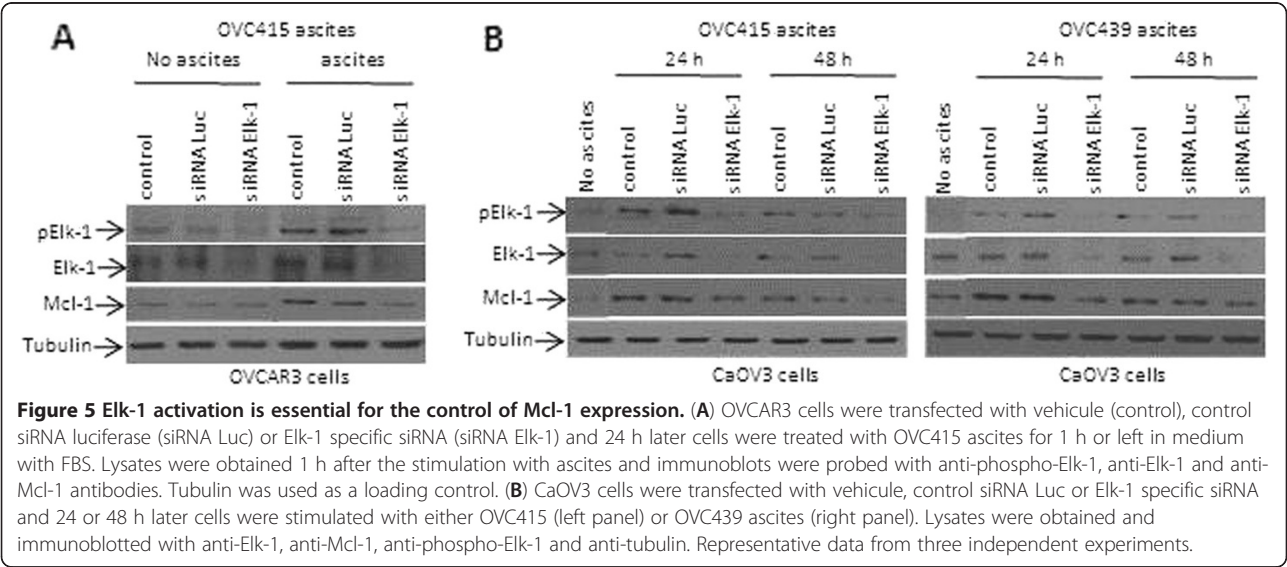 A
OVC415 ascites
No ascites ascites
control siRNA Luc siRNA Elk-1 control siRNA Luc siRNA Elk-1
pElk-1
Elk-1
Mcl-1
Tubulin
OVCAR3 cells
B
OVC415 ascites
24 h 48 h
No ascites control siRNA Luc siRNA Elk-1 control siRNA Luc siRNA Elk-1
pElk-1
Elk-1
Mcl-1
Tubulin
CaOV3 cells
OVC439 ascites
24 h 48 h
No ascites control siRNA Luc siRNA Elk-1 control siRNA Luc siRNA Elk-1
CaOV3 cells
Figure 5 Elk-1 activation is essential for the control of Mcl-1 expression. (A) OVCAR3 cells were transfected with vehicule (control), control
siRNA luciferase (siRNA Luc) or Elk-1 specific siRNA (siRNA Elk-1) and 24 h later cells were treated with OVC415 ascites for 1 h or left in medium
with FBS. Lysates were obtained 1 h after the stimulation with ascites and immunoblots were probed with anti-phospho-Elk-1, anti-Elk-1 and anti-
Mcl-1 antibodies. Tubulin was used as a loading control. (B) CaOV3 cells were transfected with vehicule, control siRNA Luc or Elk-1 specific siRNA
and 24 or 48 h later cells were stimulated with either OVC415 (left panel) or OVC439 ascites (right panel). Lysates were obtained and
immunoblotted with anti-Elk-1, anti-Mcl-1, anti-phospho-Elk-1 and anti-tubulin. Representative data from three independent experiments.